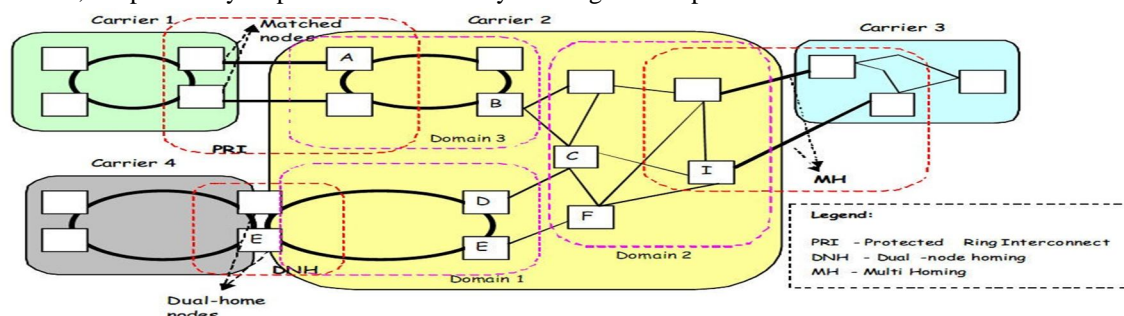 Carrier 1
Carrier 2
Carrier 3
Matched
nodes
A
B
Domain 3
PRI
C
I
MH
Carrier 4
D
F
E
E
DNH
Domain 1
Domain 2
Dual-home
nodes
Legend:
PRI - Protected Ring Interconnect
DNH - Dual -node homing
MH - Multi Homing